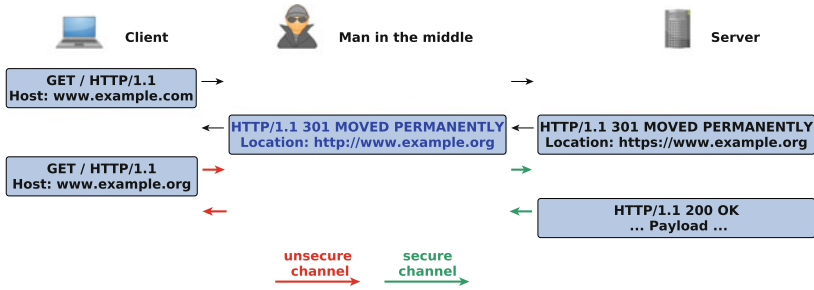 Client
Man in the middle
Server
GET / HTTP/1.1
Host: www.example.com
HTTP/1.1 301 MOVED PERMANENTLY
Location: http://www.example.org
HTTP/1.1 301 MOVED PERMANENTLY
Location: https://www.example.org
GET / HTTP/1.1
Host: www.example.org
HTTP/1.1 200 OK
... Payload ...
unsecure
channel
secure
channel